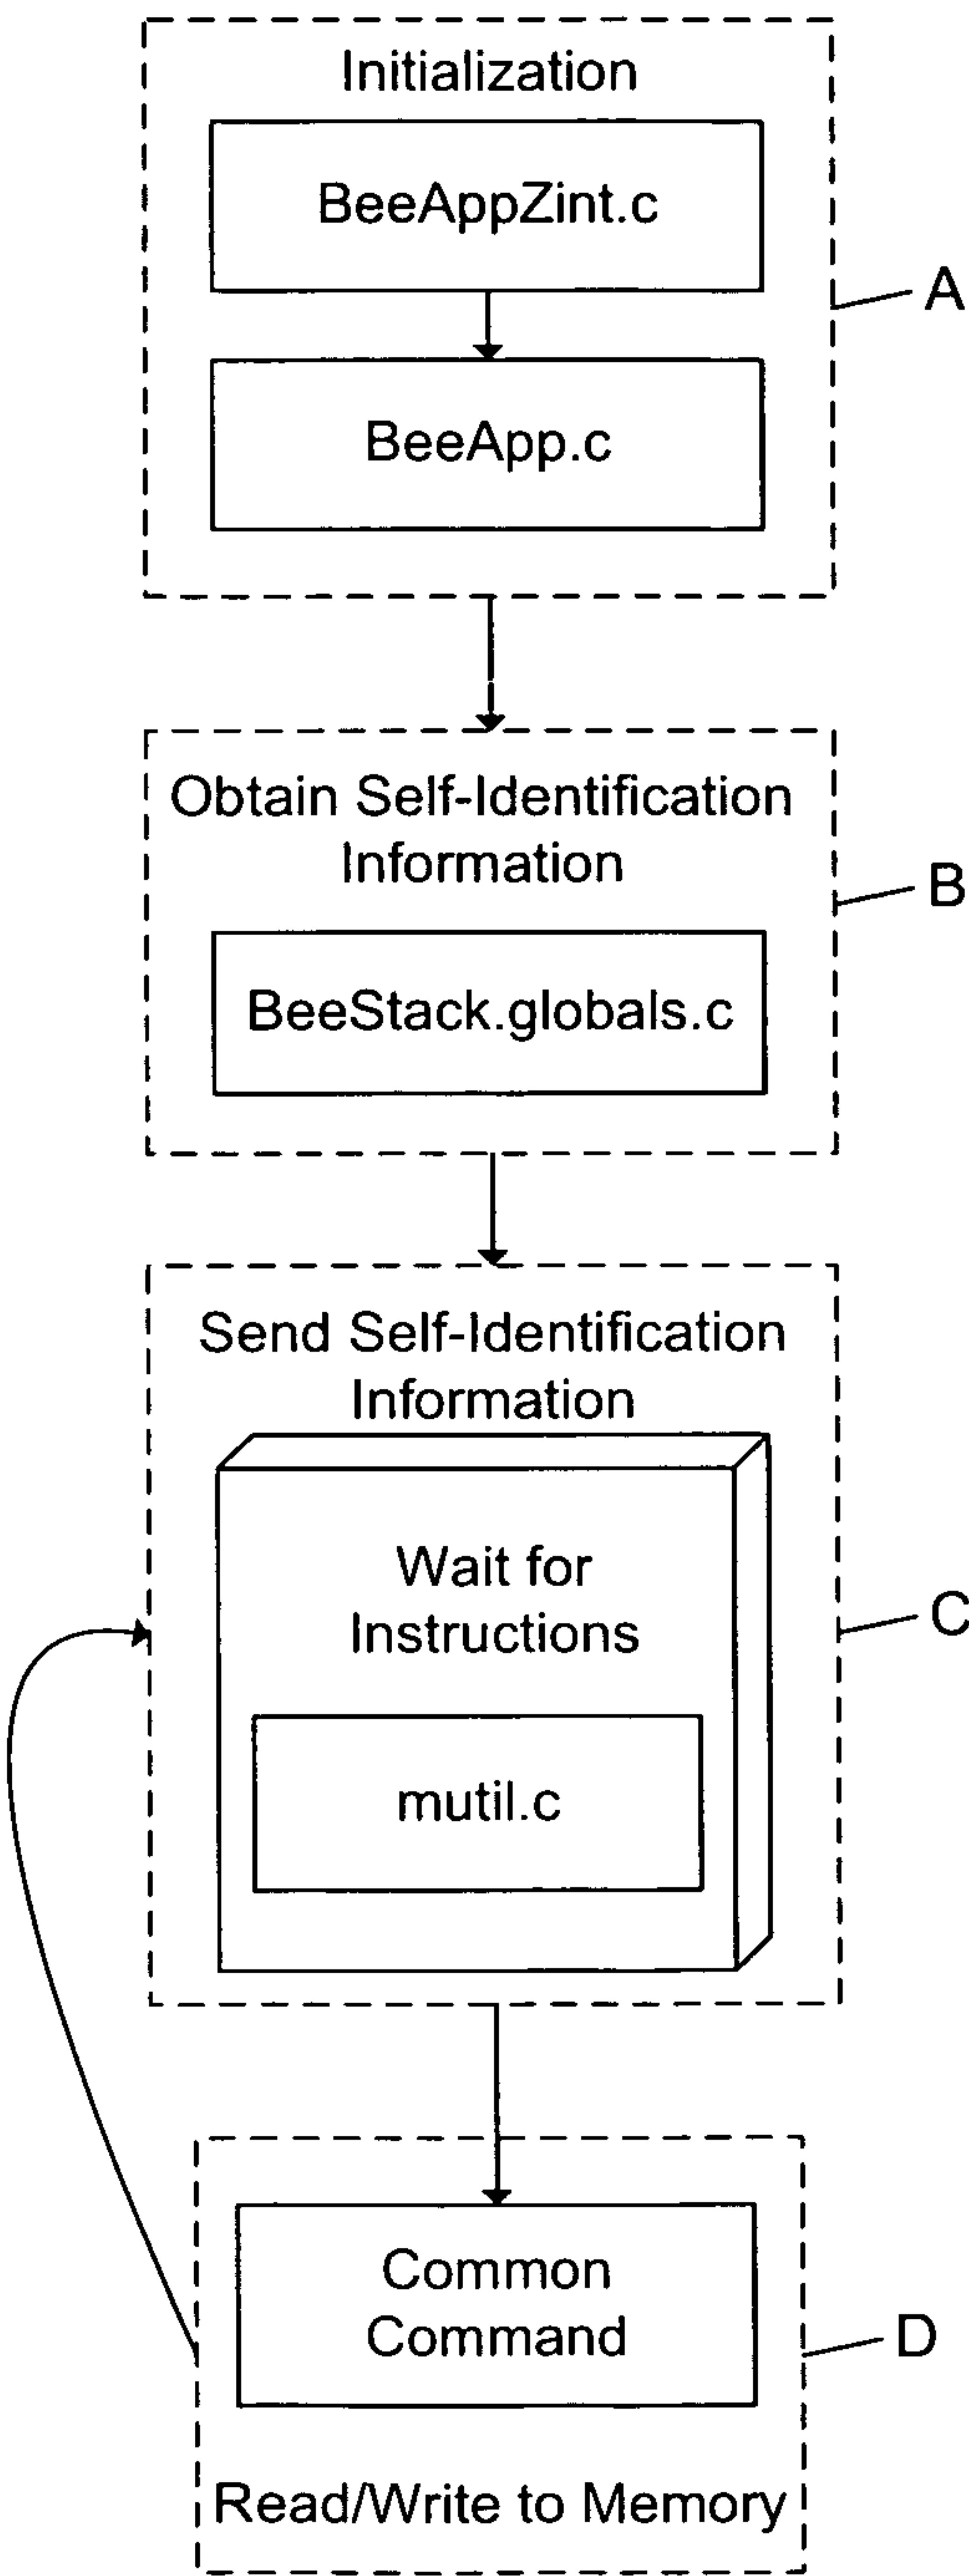 Initialization
BeeAppZint.c
A
BeeApp.c
Obtain Self-Identification
Information
B
BeeStack.globals.c
Send Self-Identification
Information
Wait for
Instructions
C
mutil.c
Common
Command
D
Read/Write to Memory